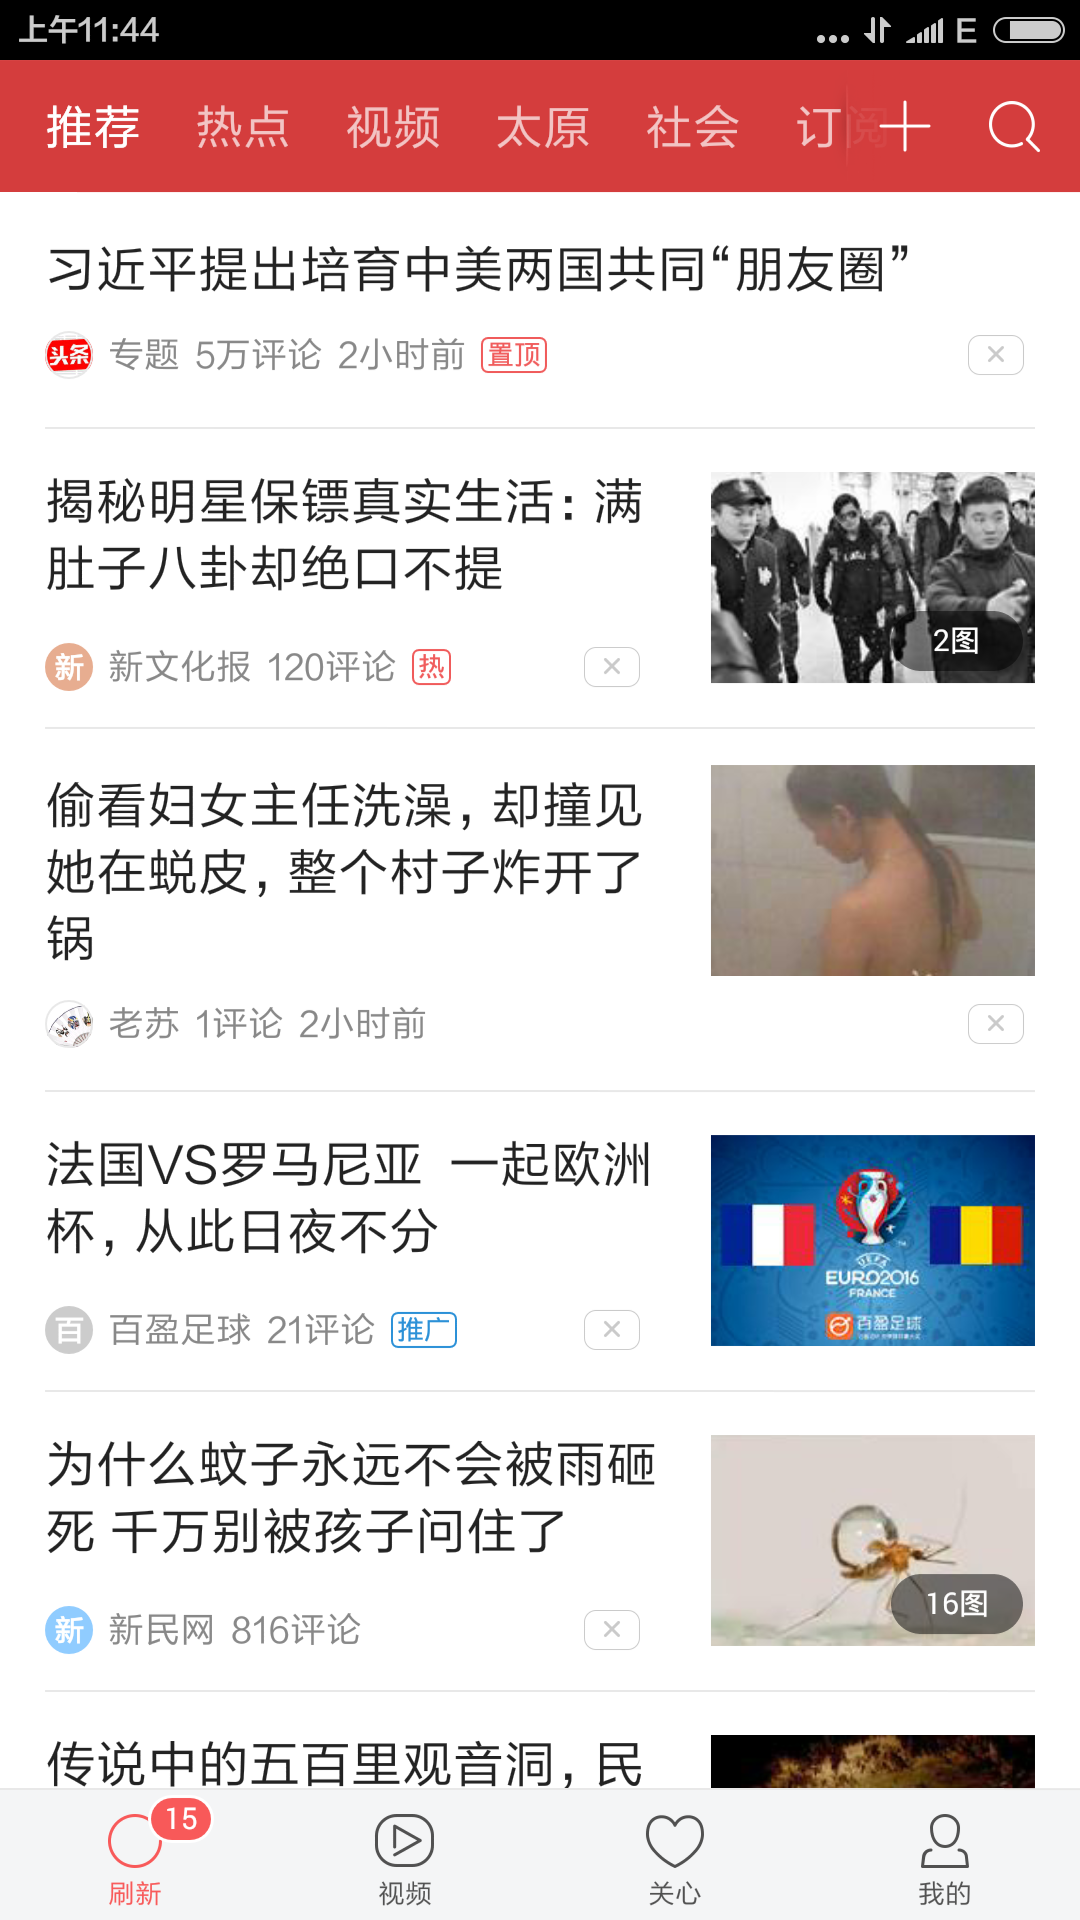 上午11:44
E
推荐 热点 视频 太原 社会 订阅
习近平提出培育中美两国共同“朋友圈”
头条 专题 5万评论 2小时前 置顶
揭秘明星保镖真实生活：满
肚子八卦却绝口不提
2图
新 新文化报 120评论 热
偷看妇女主任洗澡，却撞见
她在蜕皮，整个村子炸开了
锅
老苏 1评论 2小时前
法国VS罗马尼亚 一起欧洲
杯，从此日夜不分
UEFA
EURO2016
FRANCE
百盈足球
百 百盈足球 21评论 推广
为什么蚊子永远不会被雨砸
死 千万别被孩子问住了
16图
新 新民网 816评论
传说中的五百里观音洞，民
15
刷新 视频 关心 我的